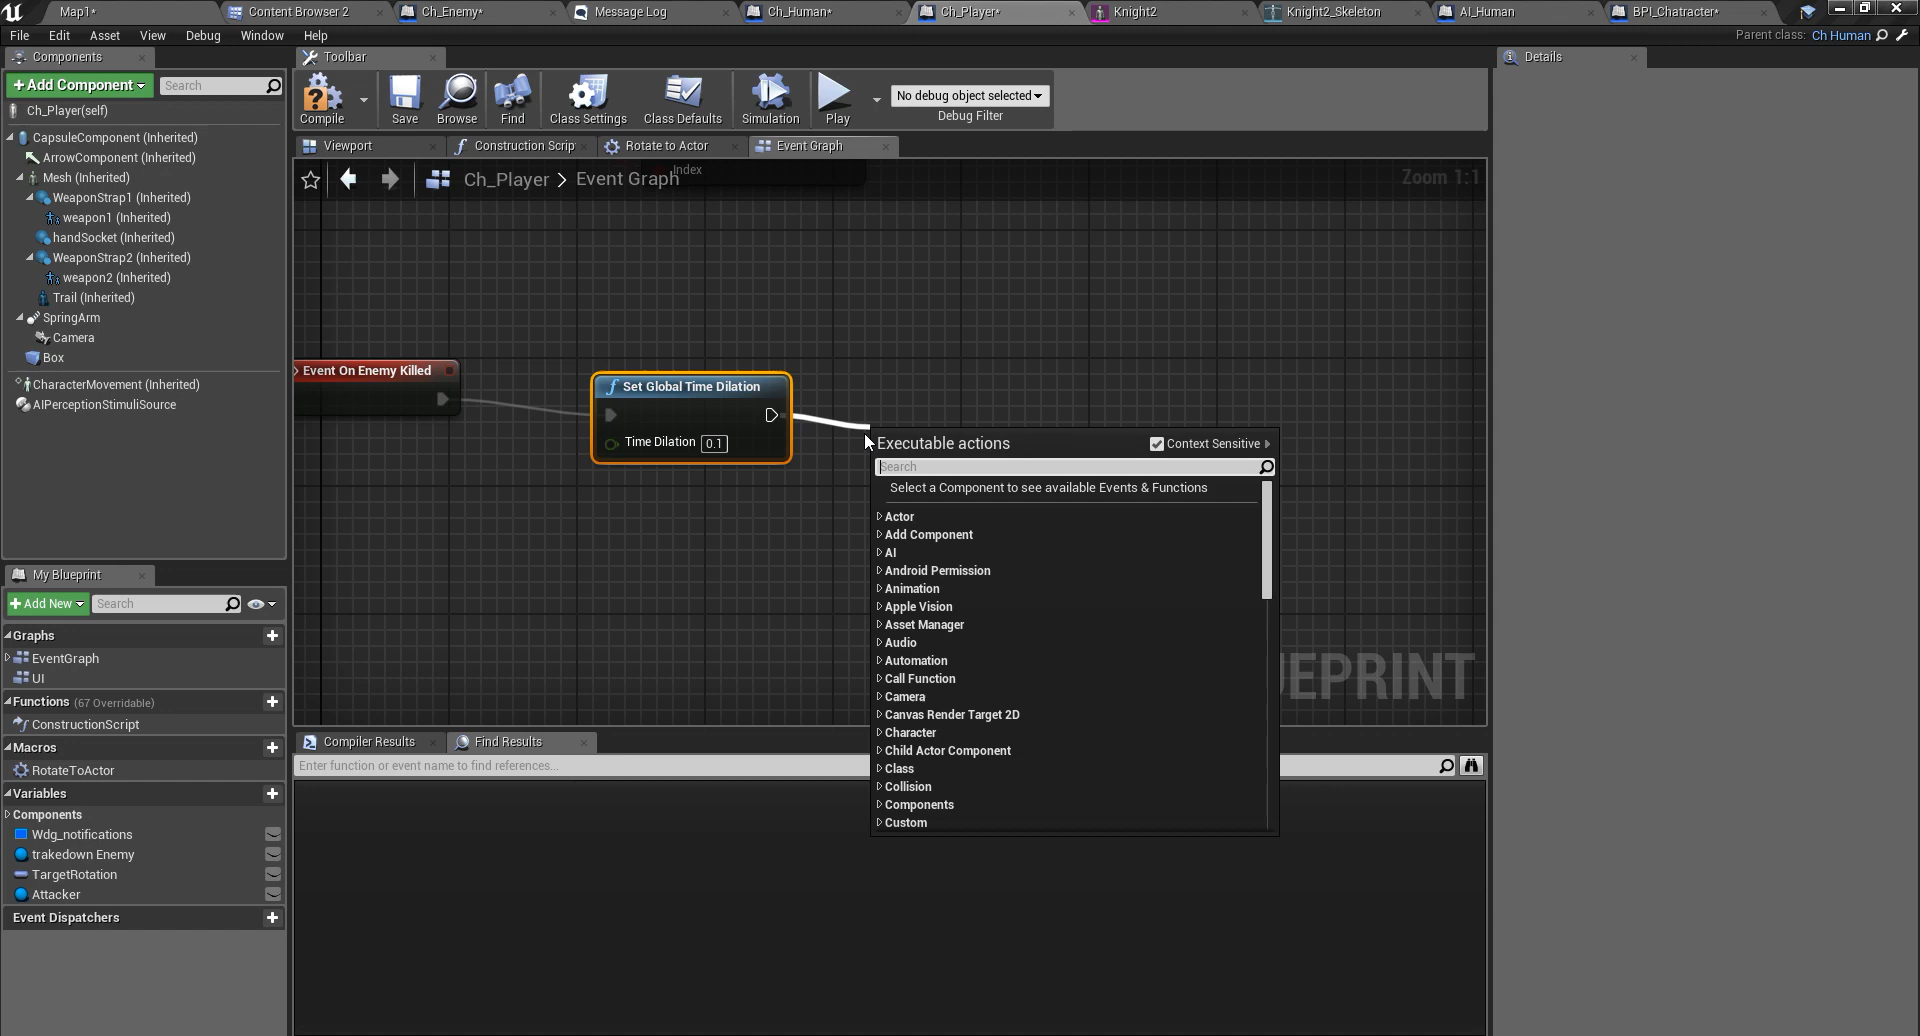 Map1*
Content Browser 2
Ch_Enemy*
Message Log
Ch_Human*
Ch_Player*
Knight2
Knight2_Skeleton
AI_Human
BPI_Chatracter*
File Edit Asset View Debug Window Help
Parent class: Ch Human
Components
Toolbar
Details
Add Component
Search
Ch_Player(self)
CapsuleComponent (Inherited)
ArrowComponent (Inherited)
Mesh (Inherited)
WeaponStrap1 (Inherited)
weapon1 (Inherited)
handSocket (Inherited)
WeaponStrap2 (Inherited)
weapon2 (Inherited)
Trail (Inherited)
SpringArm
Camera
Box
CharacterMovement (Inherited)
AIPerceptionStimuliSource
Compile
Save
Browse
Find
Class Settings
Class Defaults
Simulation
Play
No debug object selected
Debug Filter
Viewport
Construction Scrip
Rotate to Actor
Event Graph
Index
Ch_Player > Event Graph
Zoom 1:1
Event On Enemy Killed
Set Global Time Dilation
Time Dilation 0.1
Executable actions
Context Sensitive
Search
Select a Component to see available Events & Functions
Actor
Add Component
AI
Android Permission
Animation
Apple Vision
Asset Manager
Audio
Automation
Call Function
Camera
Canvas Render Target 2D
Character
Child Actor Component
Class
Collision
Components
Custom
UEPRINT
My Blueprint
Add New
Search
Graphs
EventGraph
UI
Functions (67 Overridable)
ConstructionScript
Macros
RotateToActor
Variables
Components
Wdg_notifications
trakedown Enemy
TargetRotation
Attacker
Event Dispatchers
Compiler Results
Find Results
Enter function or event name to find references...